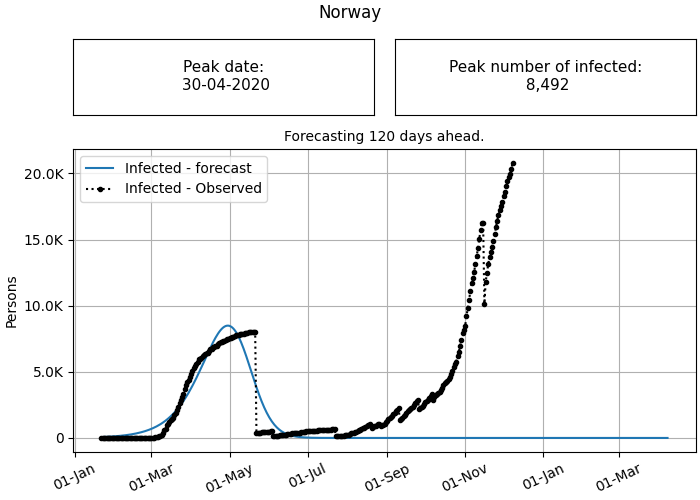 Norway
Peak date:
30-04-2020
Peak number of infected:
8,492
Forecasting 120 days ahead.
Infected - forecast
Infected - Observed
20.0K
15.0K
10.0K
5.0K
0
Persons
01-Jan
01-Mar
01-May
01-Jul
01-Sep
01-Nov
01-Jan
01-Mar